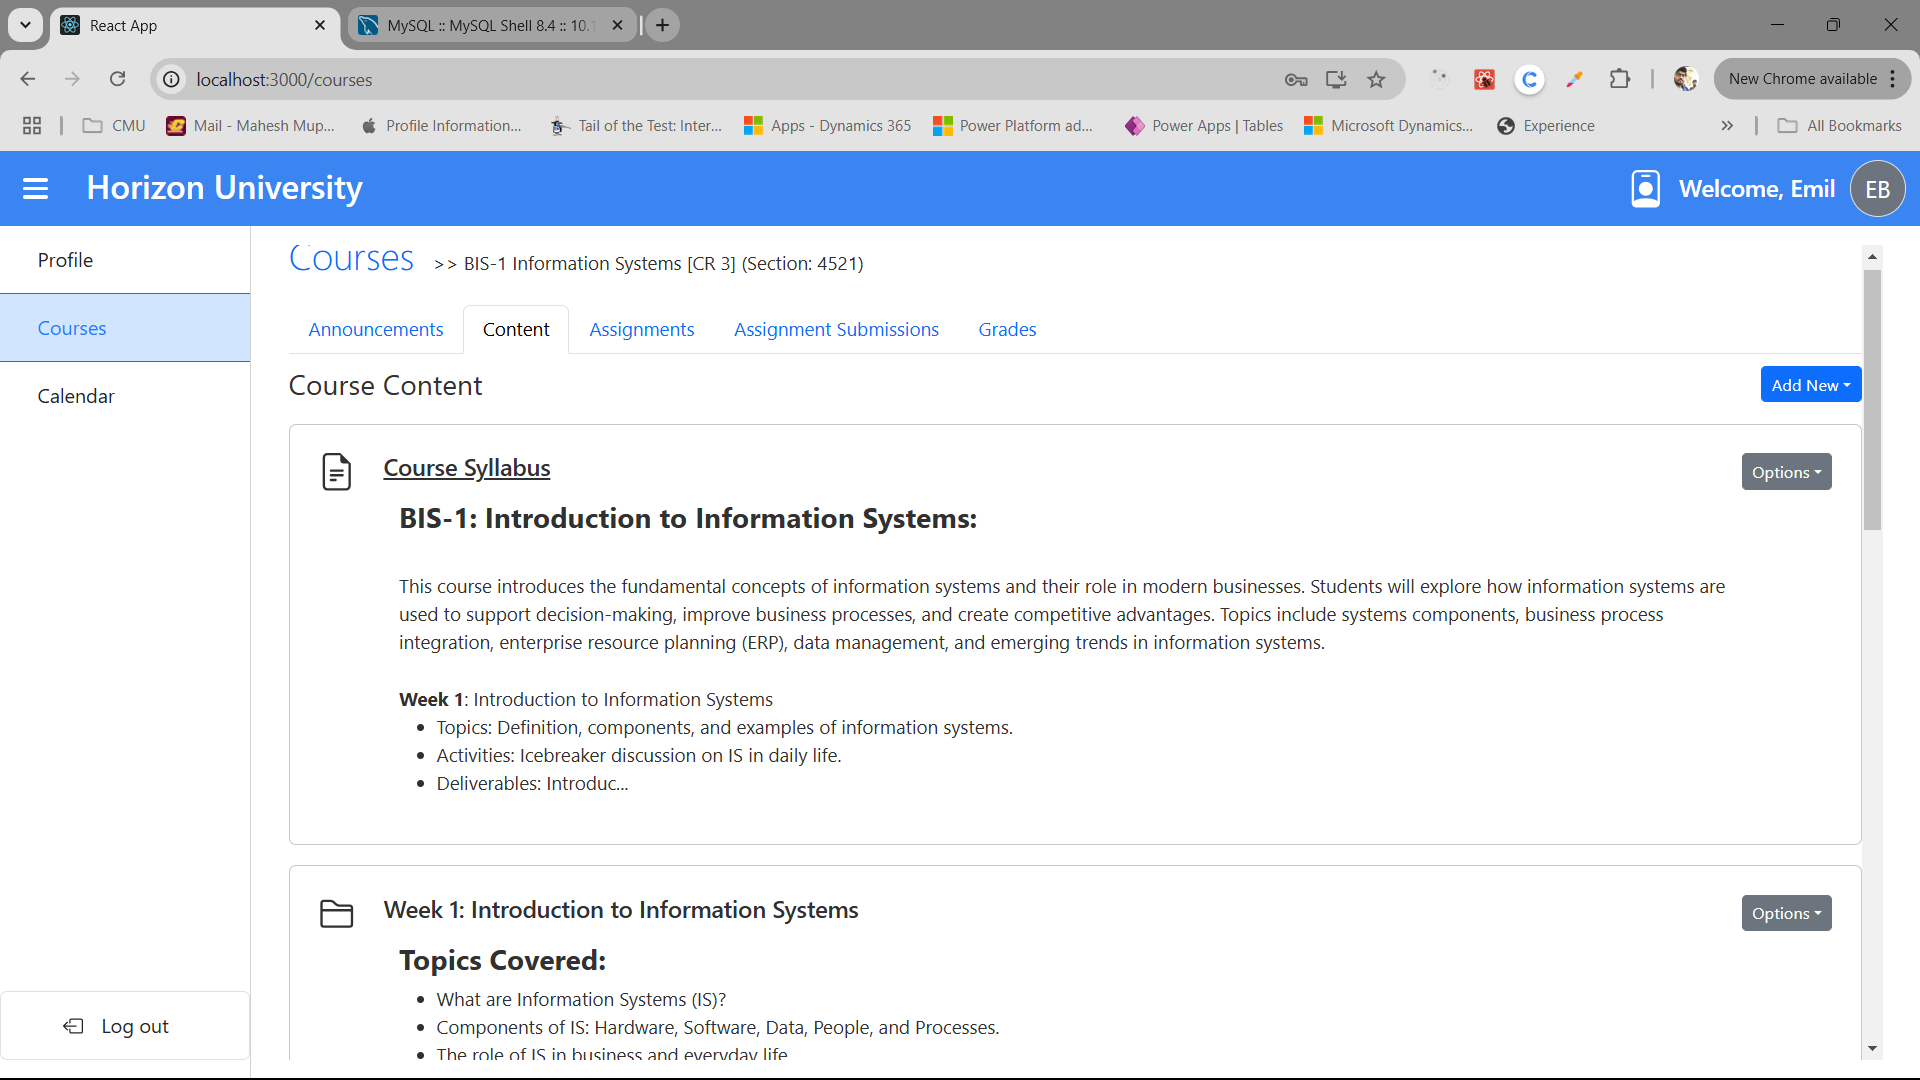 React App
MySQL :: MySQL Shell 8.4 :: 10.1
localhost:3000/courses
New Chrome available
CMU
Mail - Mahesh Mup...
Profile Information...
Tail of the Test: Inter...
Apps - Dynamics 365
Power Platform ad...
Power Apps | Tables
Microsoft Dynamics...
Experience
All Bookmarks
Horizon University
Welcome, Emil
EB
Profile
Courses
Calendar
Log out
Courses >> BIS-1 Information Systems [CR 3] (Section: 4521)
Announcements
Content
Assignments
Assignment Submissions
Grades
Course Content
Add New
Course Syllabus
Options
BIS-1: Introduction to Information Systems:
This course introduces the fundamental concepts of information systems and their role in modern businesses. Students will explore how information systems are
used to support decision-making, improve business processes, and create competitive advantages. Topics include systems components, business process
integration, enterprise resource planning (ERP), data management, and emerging trends in information systems.
Week 1: Introduction to Information Systems
• Topics: Definition, components, and examples of information systems.
• Activities: Icebreaker discussion on IS in daily life.
• Deliverables: Introduc...
Week 1: Introduction to Information Systems
Options
Topics Covered:
• What are Information Systems (IS)?
• Components of IS: Hardware, Software, Data, People, and Processes.
• The role of IS in business and everyday life